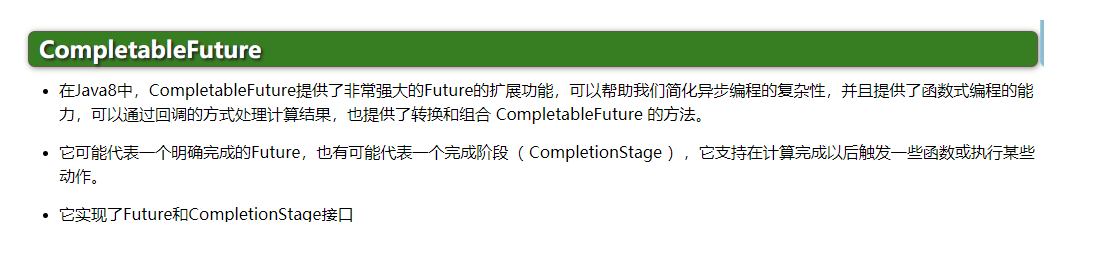 CompletableFuture
在Java8中，CompletableFuture提供了非常强大的Future的扩展功能，可以帮助我们简化异步编程的复杂性，并且提供了函数式编程的能
力，可以通过回调的方式处理计算结果，也提供了转换和组合 CompletableFuture 的方法。
它可能代表一个明确完成的Future，也有可能代表一个完成阶段（ CompletionStage ），它支持在计算完成以后触发一些函数或执行某些
动作。
它实现了Future和CompletionStage接口